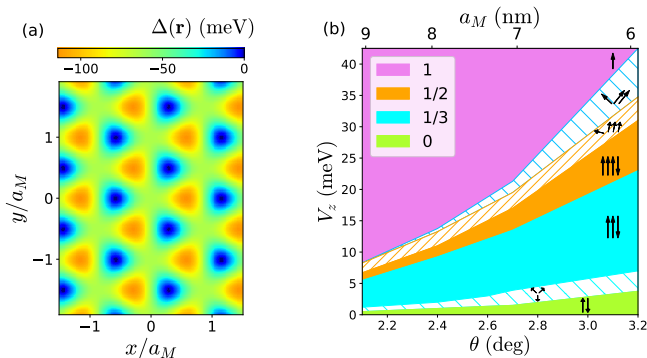 (a)
Δ(r) (meV)
−100 −50 0
1
0
−1
y/a_M
−1 0 1
x/a_M
(b)
a_M (nm)
9 8 7 6
1
1/2
1/3
0
40
35
30
25
20
15
10
5
0
V_z (meV)
2.2 2.4 2.6 2.8 3.0 3.2
θ (deg)